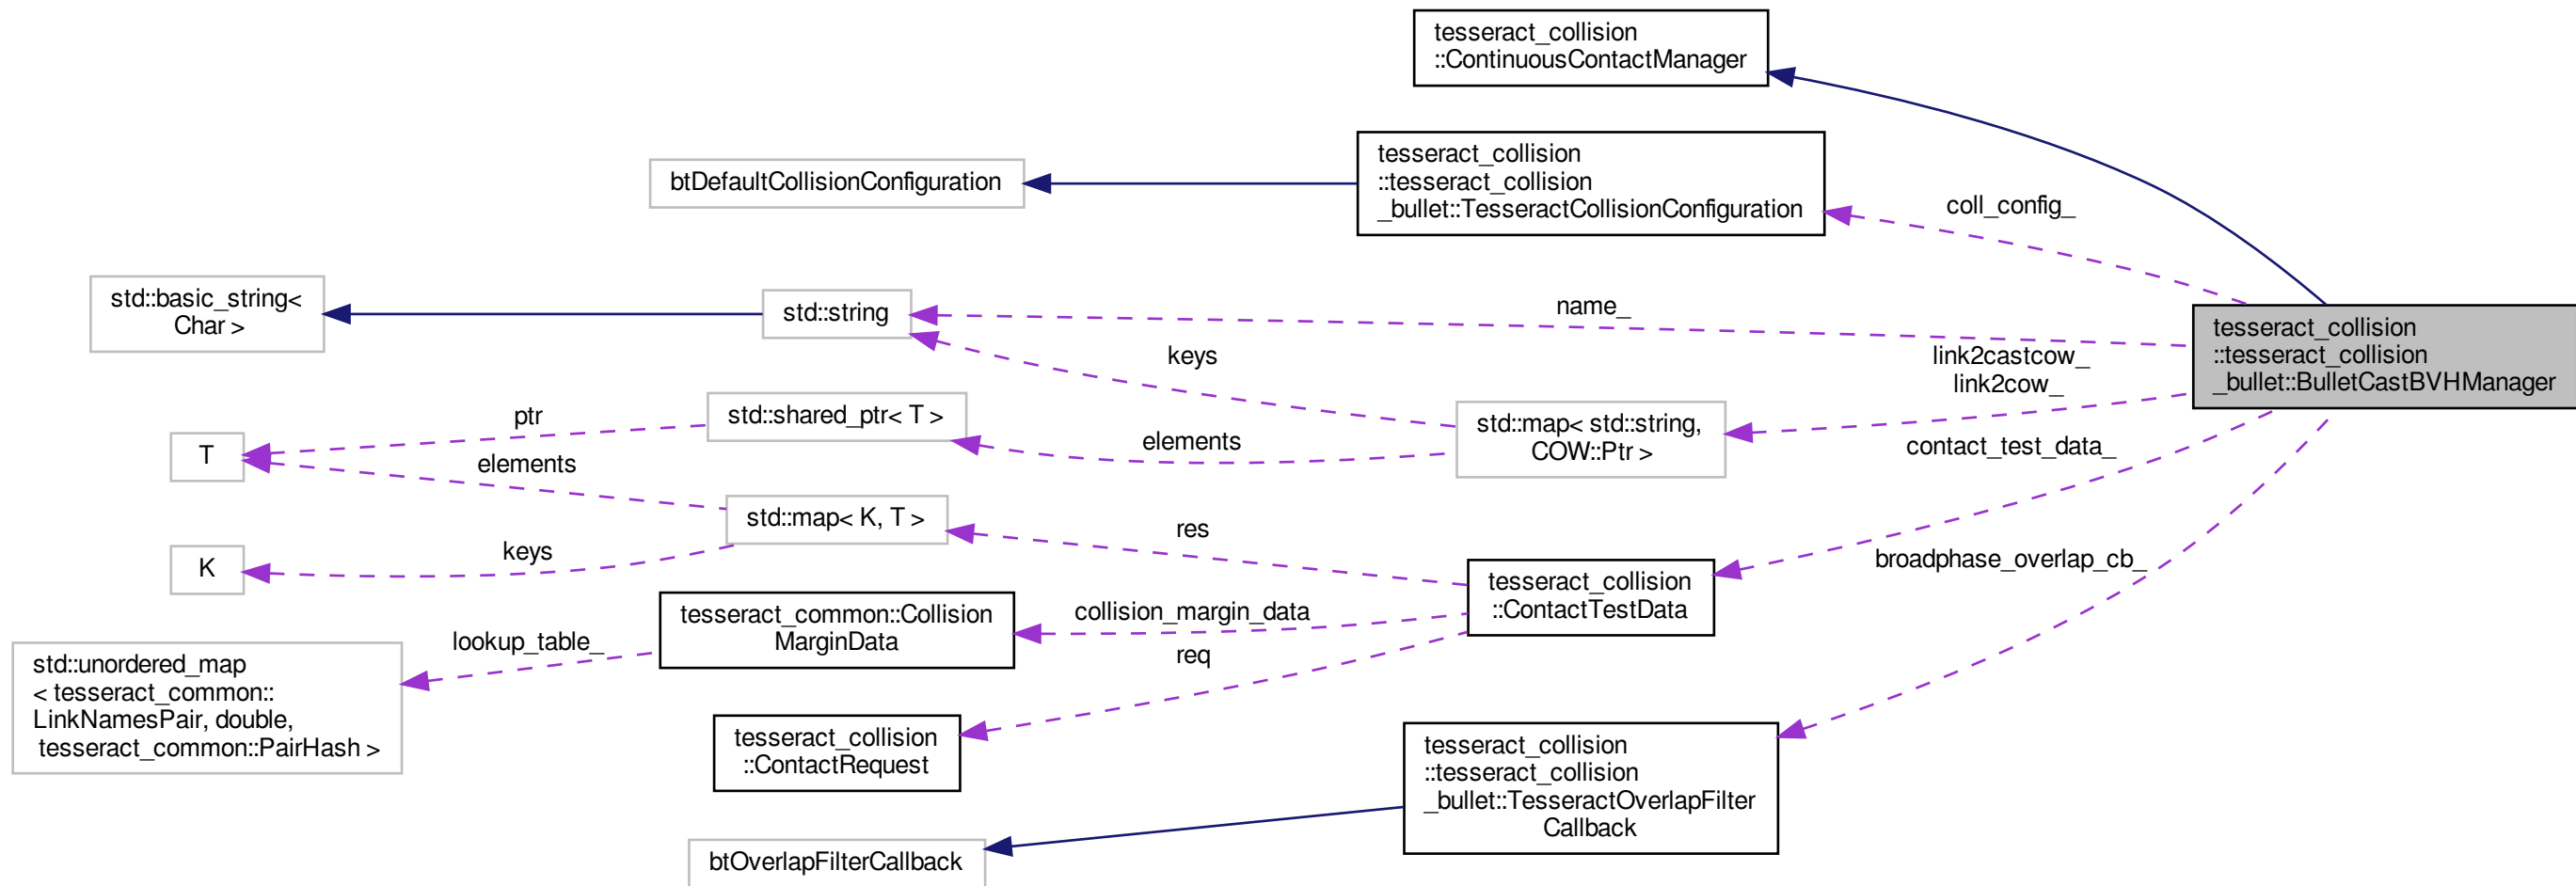 tesseract_collision
::ContinuousContactManager
tesseract_collision
::tesseract_collision
_bullet::TesseractCollisionConfiguration
btDefaultCollisionConfiguration
coll_config_
std::basic_string<
Char >
std::string
name_
keys
tesseract_collision
::tesseract_collision
_bullet::BulletCastBVHManager
link2castcow_
link2cow_
std::shared_ptr< T >
ptr
T
elements
std::map< std::string,
COW::Ptr >
elements
contact_test_data_
std::map< K, T >
res
keys
K
broadphase_overlap_cb_
tesseract_collision
::ContactTestData
tesseract_common::Collision
MarginData
collision_margin_data
lookup_table_
req
std::unordered_map
< tesseract_common::
LinkNamesPair, double,
tesseract_common::PairHash >
tesseract_collision
::ContactRequest
tesseract_collision
::tesseract_collision
_bullet::TesseractOverlapFilter
Callback
btOverlapFilterCallback